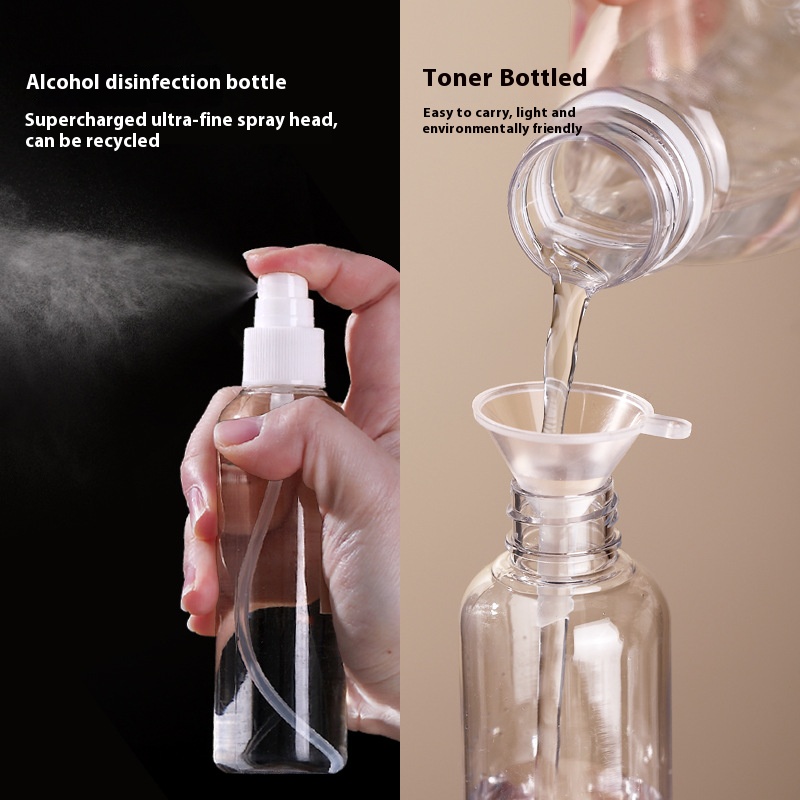 Alcohol disinfection bottle
Supercharged ultra-fine spray head,
can be recycled
Toner Bottled
Easy to carry, light and
environmentally friendly